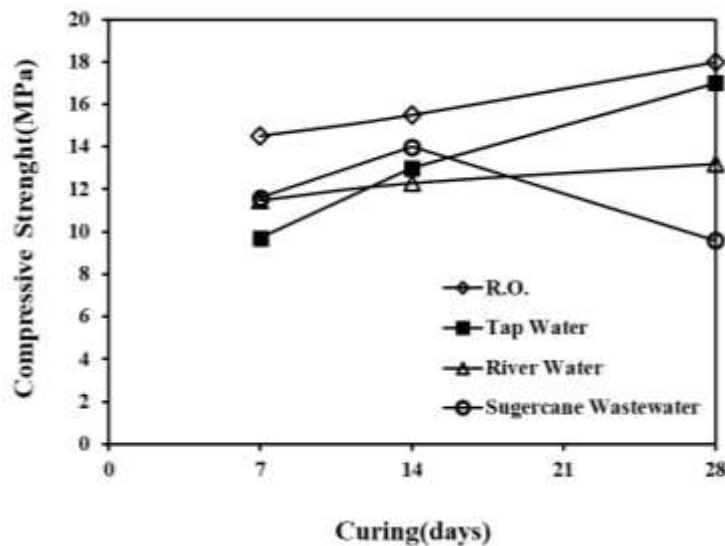 20
18
16
14
12
10
8
6
4
2
0
Compressive Strenght(MPa)
R.O.
Tap Water
River Water
Sugercane Wastewater
0 7 14 21 28
Curing(days)